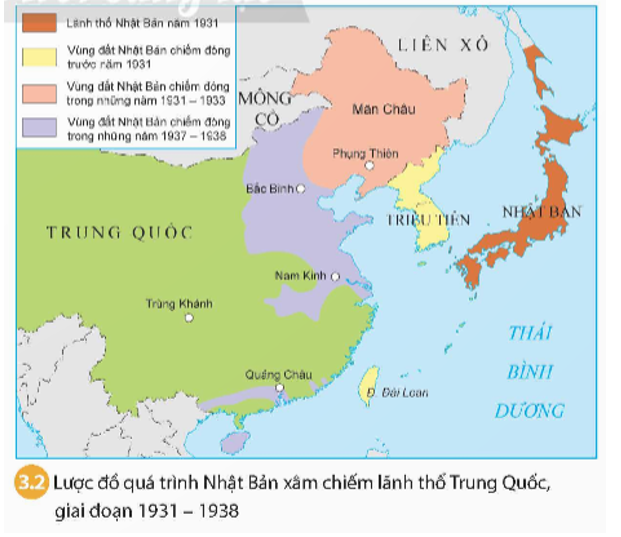 Lãnh thổ Nhật Bản năm 1931
Vùng đất Nhật Bản chiếm đóng
trước năm 1931
Vùng đất Nhật Bản chiếm đóng
trong những năm 1931 – 1933
Vùng đất Nhật Bản chiếm đóng
trong những năm 1937 – 1938
LIÊN XÔ
MÔNG
CỔ
Mãn Châu
Phụng Thiên
Bắc Bình
TRIỀU TIÊN
NHẬT BẢN
TRUNG QUỐC
Nam Kinh
Trùng Khánh
THÁI
BÌNH
DƯƠNG
Quảng Châu
Đ. Đài Loan
3.2 Lược đồ quá trình Nhật Bản xâm chiếm lãnh thổ Trung Quốc,
giai đoạn 1931 – 1938